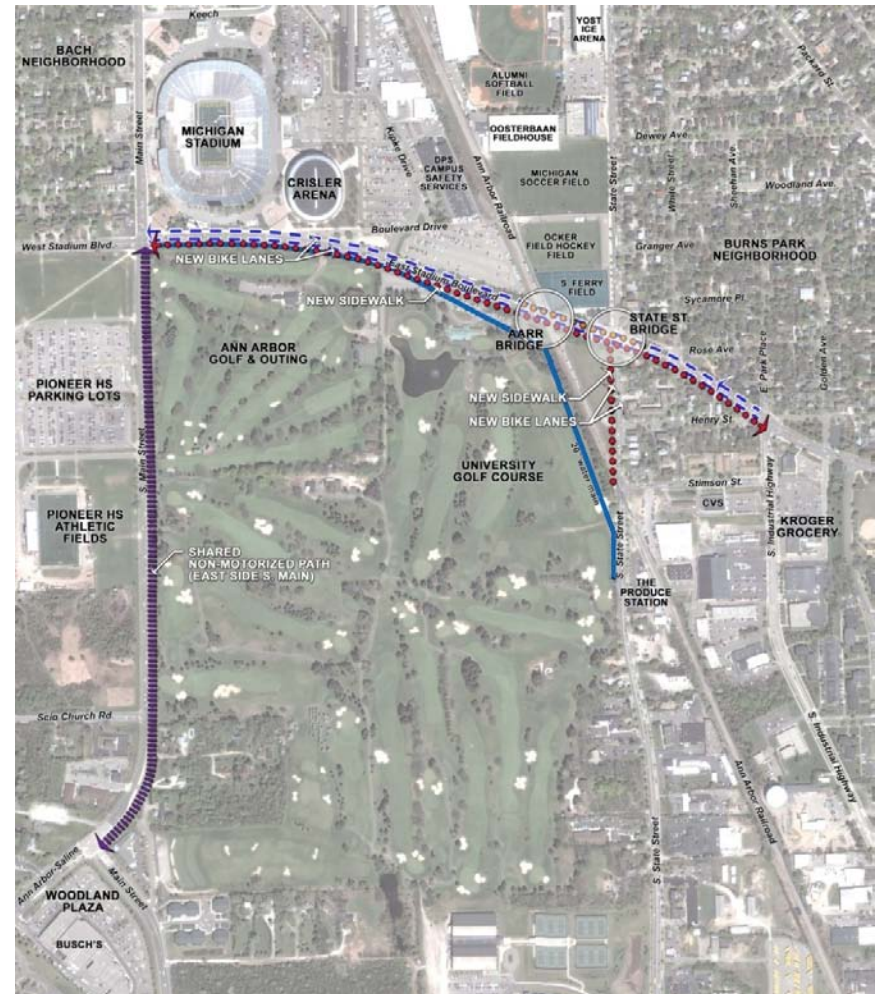 Keech
YOST
ICE
ARENA
BACH
NEIGHBORHOOD
Packard St.
ALUMNI
SOFTBALL
FIELD
Main Street
MICHIGAN
STADIUM
OOSTERBAAN
FIELDHOUSE
Kipke Drive
Dewey Ave.
DPS
CAMPUS
SAFETY
SERVICES
Ann Arbor Railroad
MICHIGAN
SOCCER FIELD
State Street
White Street
Sheehan Ave.
Woodland Ave.
CRISLER
ARENA
Boulevard Drive
OCKER
FIELD HOCKEY
FIELD
Granger Ave
West Stadium Blvd.
BURNS PARK
NEIGHBORHOOD
NEW BIKE LANES
East Stadium Boulevard
S. FERRY
FIELD
NEW SIDEWALK
Sycamore Pl.
STATE ST.
BRIDGE
AARR
BRIDGE
Rose Ave
E. Park Place
Golden Ave
ANN ARBOR
GOLF & OUTING
PIONEER HS
PARKING LOTS
NEW SIDEWALK
NEW BIKE LANES
Henry St
S. Main Street
UNIVERSITY
GOLF COURSE
20" water main
Stimson St.
CVS
S. Industrial Highway
PIONEER HS
ATHLETIC
FIELDS
KROGER
GROCERY
SHARED
NON-MOTORIZED PATH
(EAST SIDE S. MAIN)
S. State Street
THE
PRODUCE
STATION
Scio Church Rd
S. Industrial Highway
Ann Arbor Railroad
S. State Street
Ann Arbor-Saline
Main Street
WOODLAND
PLAZA
BUSCH'S